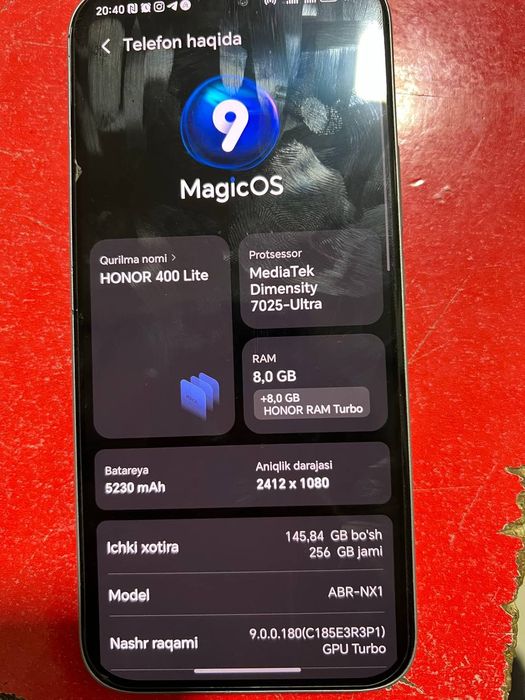 20:40
Telefon haqida
9
MagicOS
Qurilma nomi >
HONOR 400 Lite
Protsessor
MediaTek
Dimensity
7025-Ultra
RAM
8,0 GB
+8,0 GB
HONOR RAM Turbo
Batareya
5230 mAh
Aniqlik darajasi
2412 x 1080
Ichki xotira
145,84 GB bo'sh
256 GB jami
Model
ABR-NX1
Nashr raqami
9.0.0.180(C185E3R3P1)
GPU Turbo